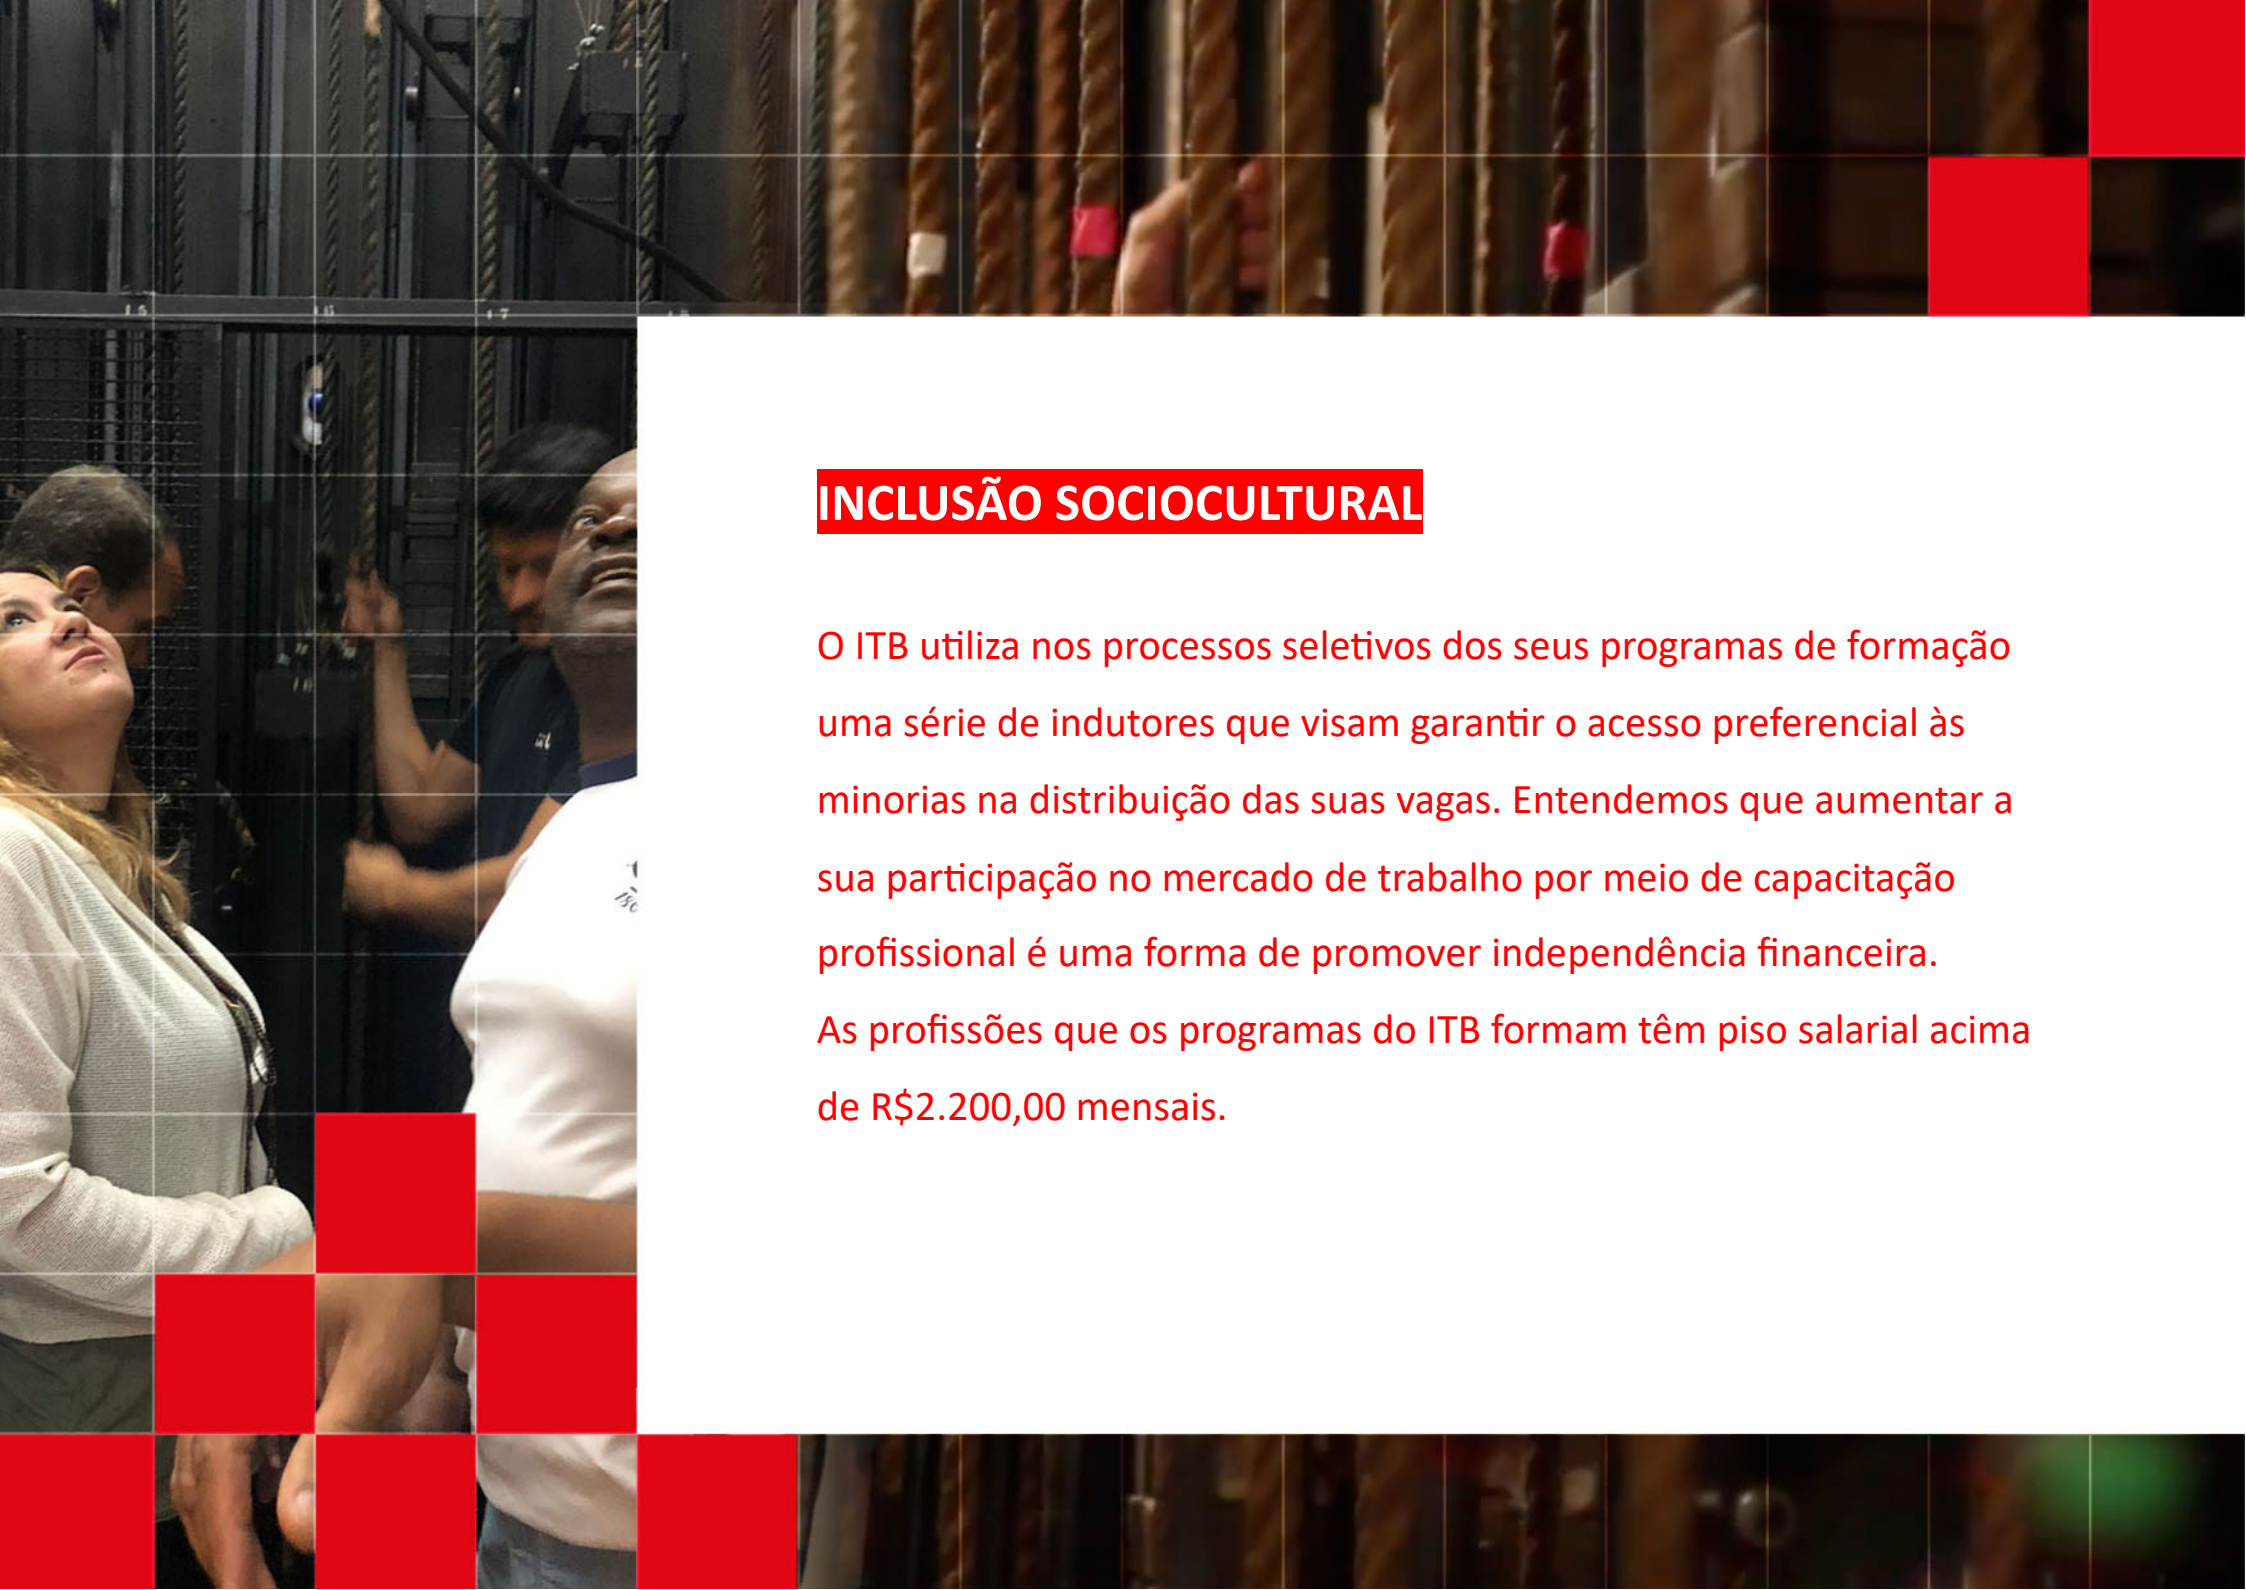 15 16 17
INCLUSÃO SOCIOCULTURAL
O ITB utiliza nos processos seletivos dos seus programas de formação
uma série de indutores que visam garantir o acesso preferencial às
minorias na distribuição das suas vagas. Entendemos que aumentar a
sua participação no mercado de trabalho por meio de capacitação
profissional é uma forma de promover independência financeira.
As profissões que os programas do ITB formam têm piso salarial acima
de R$2.200,00 mensais.